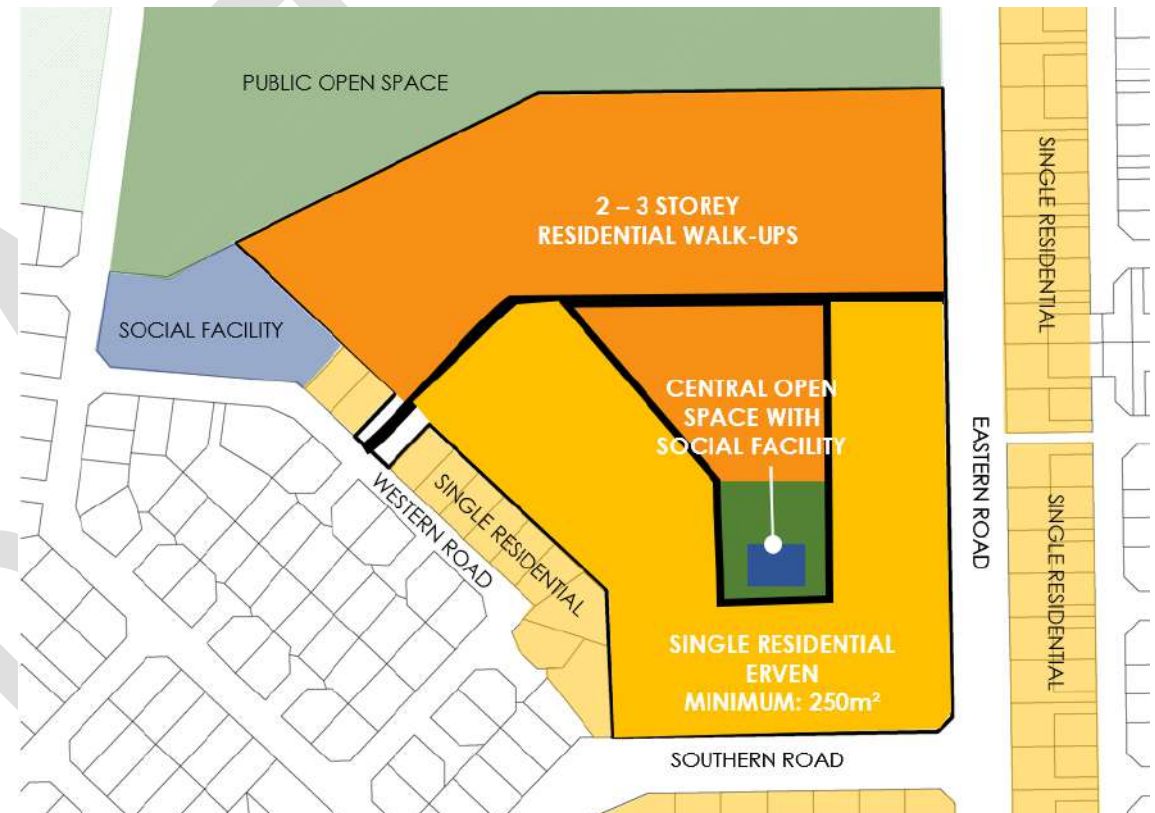 PUBLIC OPEN SPACE
SINGLE RESIDENTIAL
2 – 3 STOREY
RESIDENTIAL WALK-UPS
SOCIAL FACILITY
CENTRAL OPEN
SPACE WITH
SOCIAL FACILITY
EASTERN ROAD
WESTERN ROAD
SINGLE RESIDENTIAL
SINGLE RESIDENTIAL
SINGLE RESIDENTIAL
ERVEN
MINIMUM: 250m²
SOUTHERN ROAD